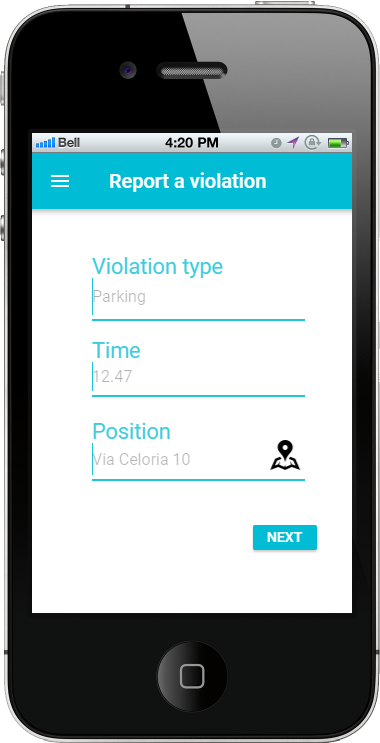 Bell 4:20 PM
Report a violation
Violation type
Parking
Time
12.47
Position
Via Celoria 10
NEXT